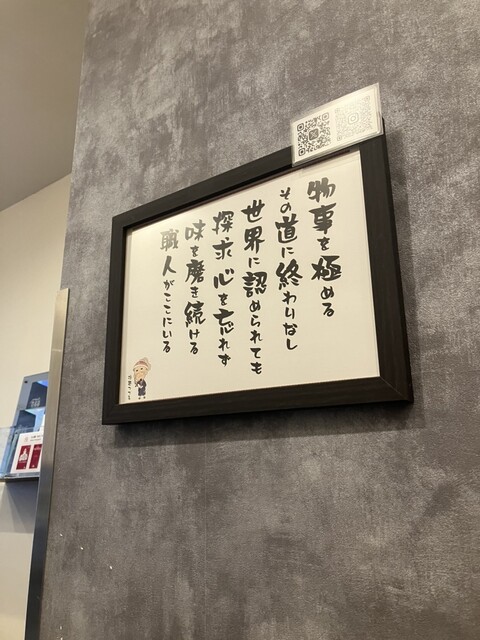 物事を極める
その道に終わりなし
世界に認められても
探求心を忘れず
味を磨き続ける
職人がここにいる